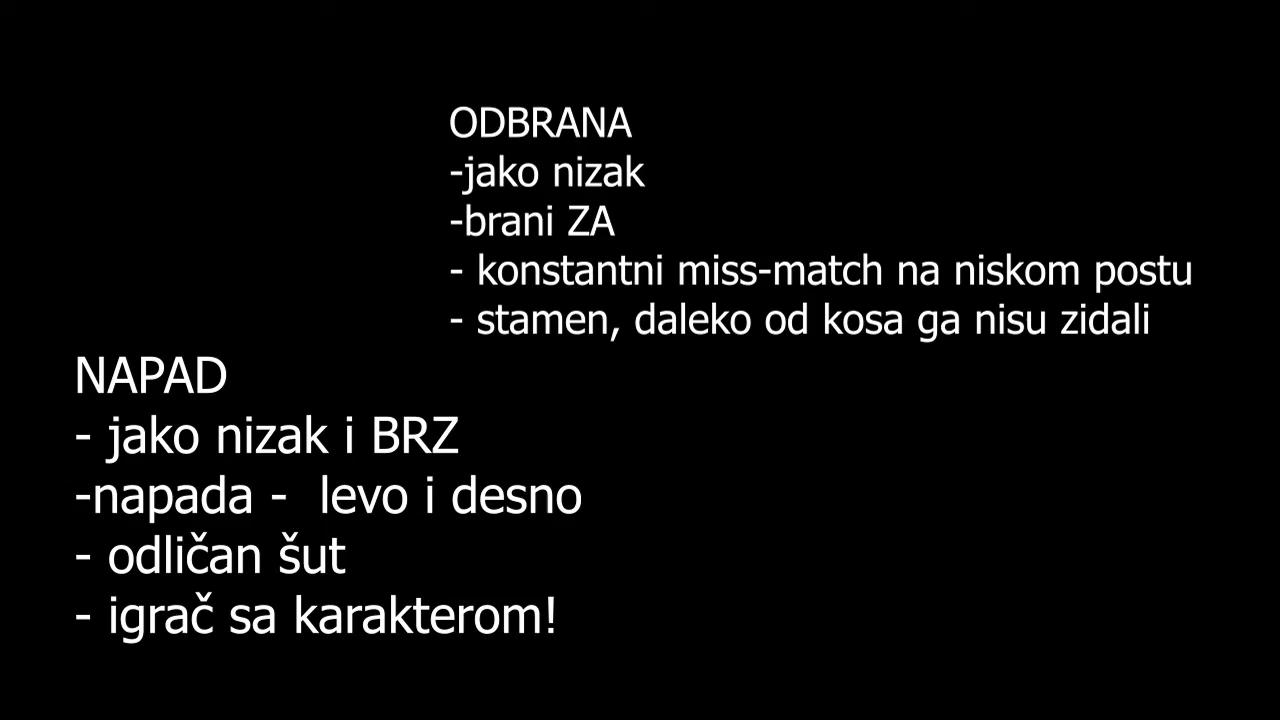 ODBRANA
-jako nizak
-brani ZA
- konstantni miss-match na niskom postu
- stamen, daleko od kosa ga nisu zidali
NAPAD
- jako nizak i BRZ
-napada -  levo i desno
- odličan šut
- igrač sa karakterom!